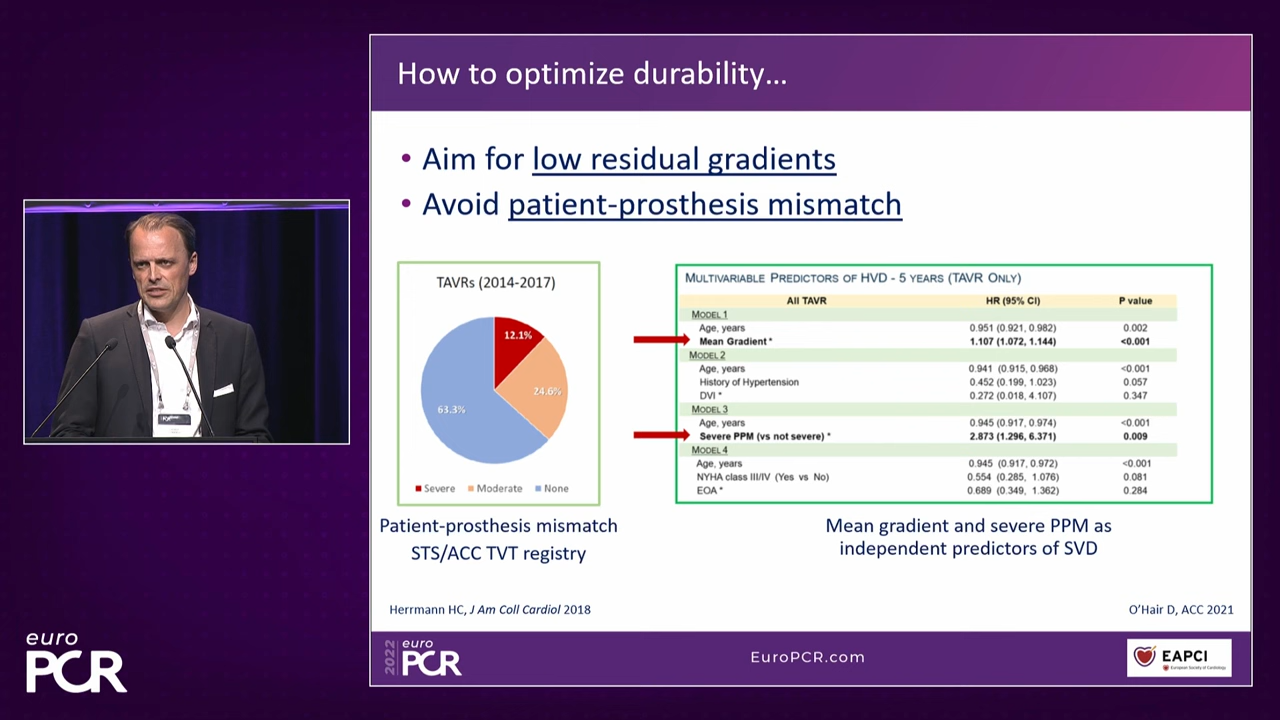 How to optimize durability...
• Aim for low residual gradients
• Avoid patient-prosthesis mismatch
TAVRs (2014-2017)
12.1%
24.6%
63.3%
Severe Moderate None
Patient-prosthesis mismatch
STS/ACC TVT registry
MULTIVARIABLE PREDICTORS OF HVD - 5 YEARS (TAVR ONLY)
All TAVR HR (95% CI) P value
MODEL 1
Age, years 0.951 (0.921, 0.982) 0.002
Mean Gradient * 1.107 (1.072, 1.144) <0.001
MODEL 2
Age, years 0.941 (0.915, 0.968) <0.001
History of Hypertension 0.452 (0.199, 1.023) 0.057
DVI * 0.272 (0.018, 4.107) 0.347
MODEL 3
Age, years 0.945 (0.917, 0.974) <0.001
Severe PPM (vs not severe) * 2.873 (1.296, 6.371) 0.009
MODEL 4
Age, years 0.945 (0.917, 0.972) <0.001
NYHA class III/IV (Yes vs No) 0.554 (0.285, 1.076) 0.081
EOA * 0.689 (0.349, 1.362) 0.284
Mean gradient and severe PPM as
independent predictors of SVD
Herrmann HC, J Am Coll Cardiol 2018
O'Hair D, ACC 2021
2022 euro
PCR
EuroPCR.com
EAPCI
European Society of Cardiology
euro
PCR